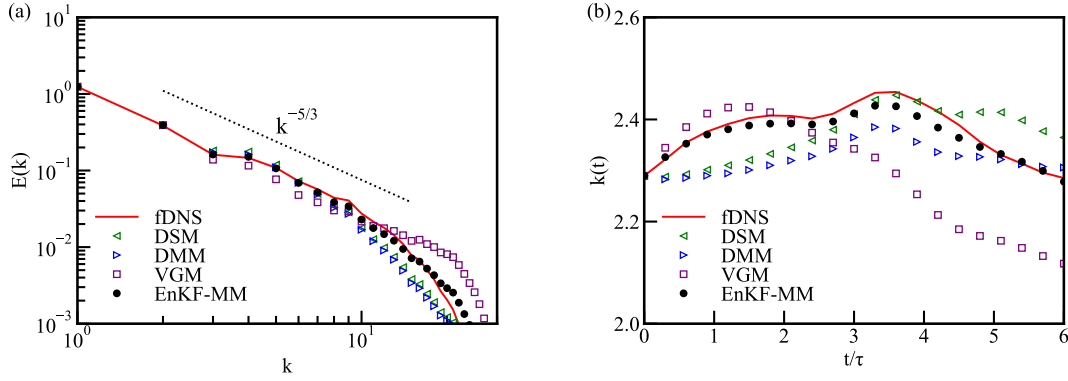 (a)
10^1
10^0
10^{-1}
10^{-2}
10^{-3}
10^0
10^1
E(k)
k
k^{-5/3}
fDNS
DSM
DMM
VGM
EnKF-MM
(b)
2.6
2.4
2.2
2.0
0 1 2 3 4 5 6
k(t)
t/τ
fDNS
DSM
DMM
VGM
EnKF-MM